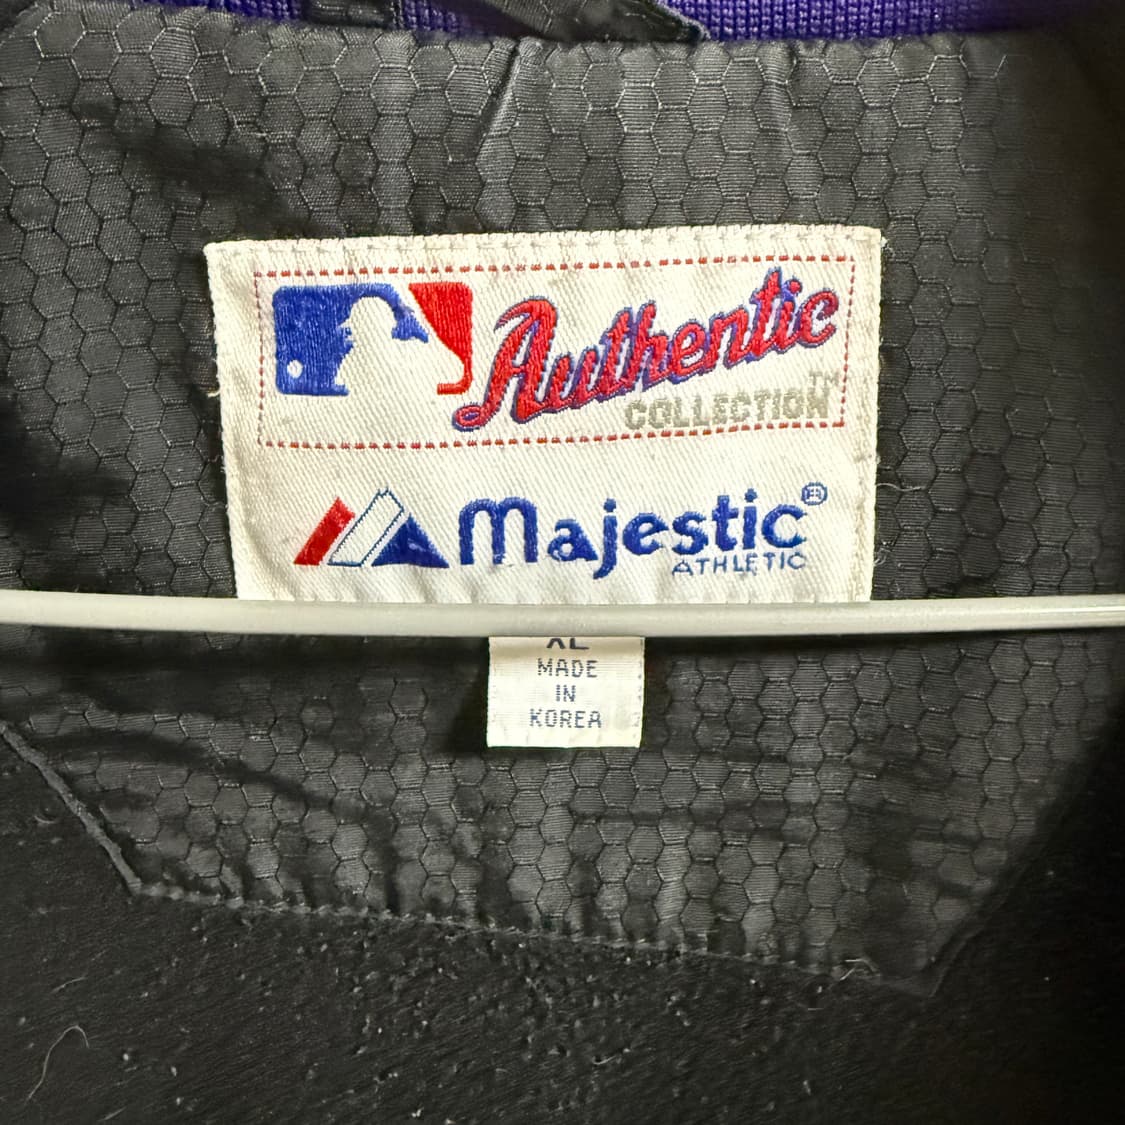 Authentic
COLLECTION™
Majestic®
ATHLETIC
XL
MADE
IN
KOREA